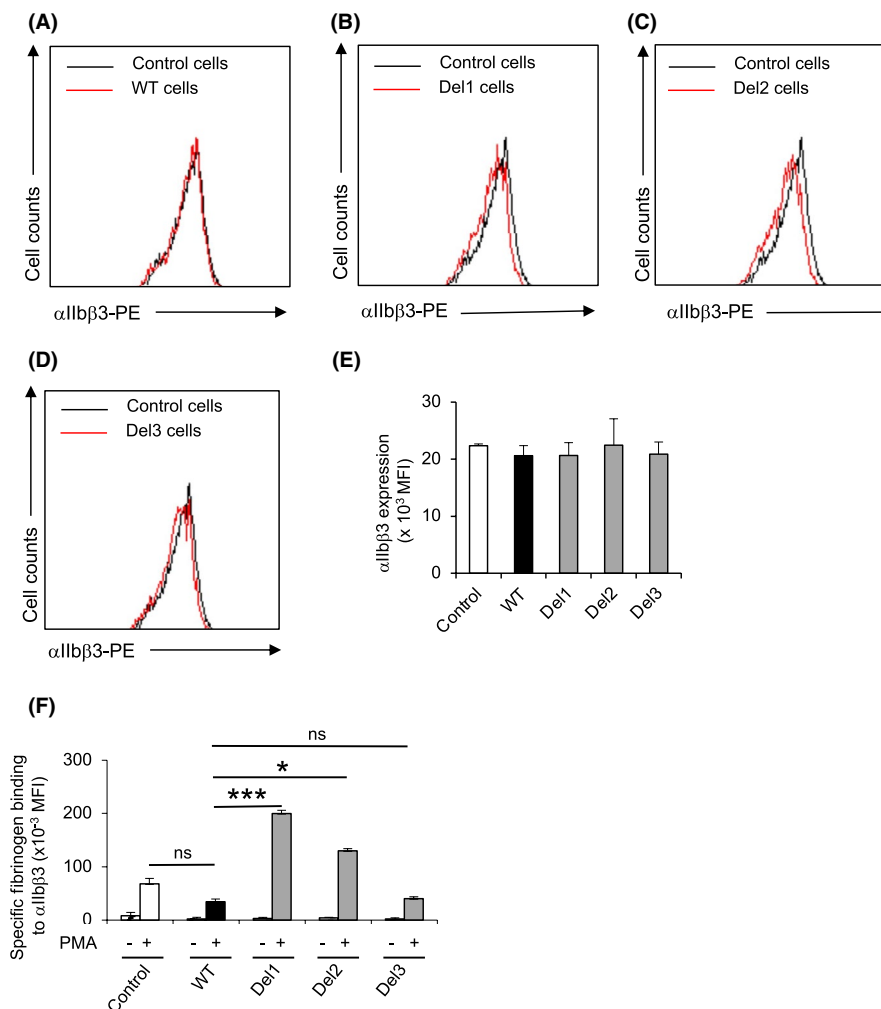 (A)
Control cells
WT cells
Cell counts
αIIbβ3-PE
(B)
Control cells
Del1 cells
Cell counts
αIIbβ3-PE
(C)
Control cells
Del2 cells
Cell counts
αIIbβ3-PE
(D)
Control cells
Del3 cells
Cell counts
αIIbβ3-PE
(E)
αIIbβ3 expression
(x 10³ MFI)
30
20
10
0
Control
WT
Del1
Del2
Del3
(F)
Specific fibrinogen binding
to αIIbβ3 (x10⁻³ MFI)
300
200
100
0
ns
***
*
ns
PMA - + - + - + - + - +
Control
WT
Del1
Del2
Del3